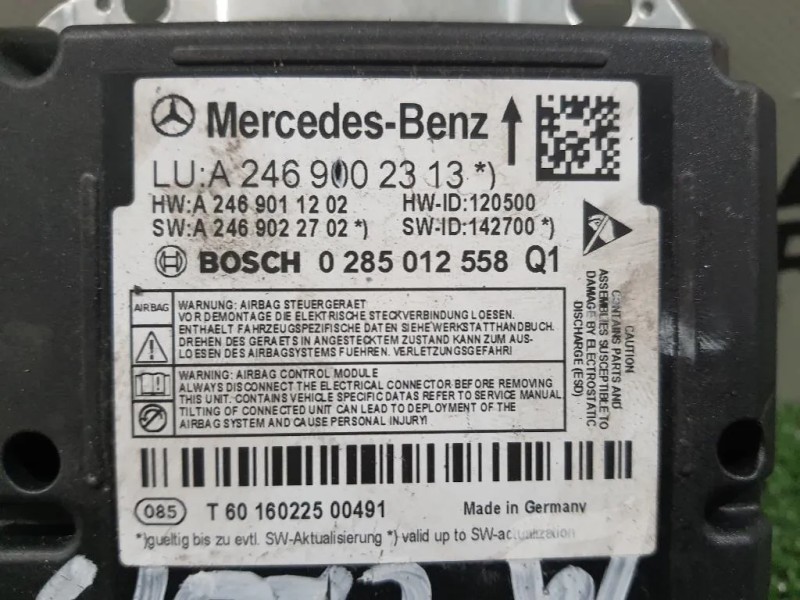 Mercedes-Benz
LU:A 246 900 23 13 *)
HW:A 246 901 12 02 HW-ID:120500
SW:A 246 902 27 02 *) SW-ID:142700 *)
BOSCH 0 285 012 558 Q1
AIRBAG
WARNUNG: AIRBAG STEUERGERAET
VOR DEMONTAGE DIE ELEKTRISCHE STECKVERBINDUNG LOESEN.
ENTHAELT FAHRZEUGSPEZIFISCHE DATEN SIEHE WERKSTATTHANDBUCH.
DREHEN DES GERAETS IN ANGESTECKTEM ZUSTAND KANN ZUM AUS-
LOESEN DES AIRBAGSYSTEMS FUEHREN. VERLETZUNGSGEFAHR!
WARNING: AIRBAG CONTROL MODULE
ALWAYS DISCONNECT THE ELECTRICAL CONNECTOR BEFORE REMOVING
THIS UNIT. CONTAINS VEHICLE SPECIFIC DATAS REFER TO SERVICE MANUAL.
TILTING OF CONNECTED UNIT CAN LEAD TO DEPLOYMENT OF THE
AIRBAG SYSTEM AND CAUSE PERSONAL INJURY!
CAUTION
CONTAINS PARTS AND
ASSEMBLIES SUSCEPTIBLE TO
DAMAGE BY ELECTROSTATIC
DISCHARGE (ESD)
085 T 60 160225 00491 Made in Germany
*)gueltig bis zu evtl. SW-Aktualisierung *) valid up to SW-actualization